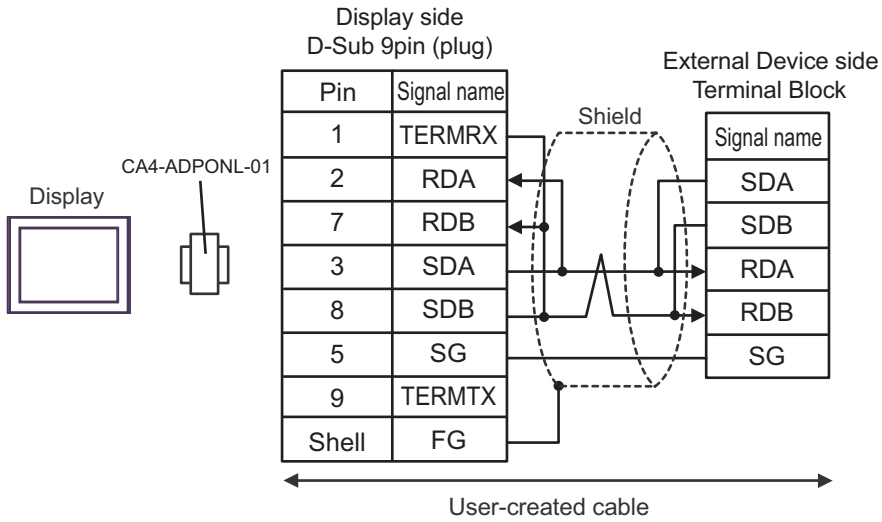 Display side
D-Sub 9pin (plug)
External Device side
Terminal Block
Pin Signal name
Shield
Signal name
1 TERMRX
CA4-ADPONL-01
2 RDA
SDA
Display
7 RDB
SDB
3 SDA
RDA
8 SDB
RDB
5 SG
SG
9 TERMTX
Shell FG
User-created cable